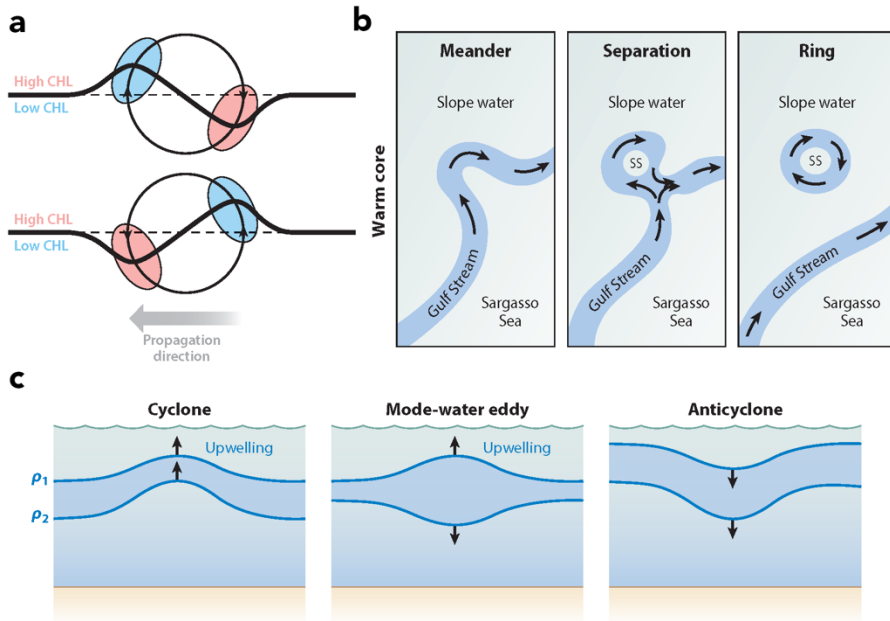 a
High CHL
Low CHL
High CHL
Low CHL
Propagation
direction
b
Warm core
Meander
Slope water
Gulf Stream
Sargasso
Sea
Separation
Slope water
SS
Gulf Stream
Sargasso
Sea
Ring
Slope water
SS
Gulf Stream
Sargasso
Sea
c
Cyclone
Upwelling
ρ1
ρ2
Mode-water eddy
Upwelling
Anticyclone